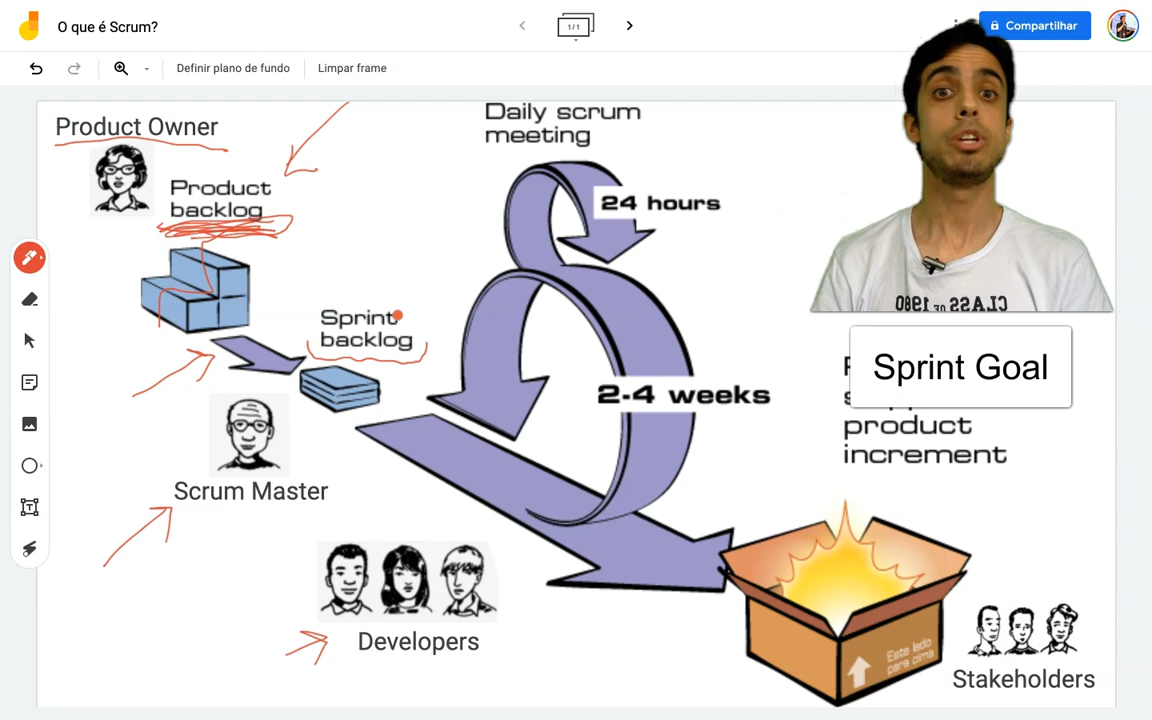 O que é Scrum?
1/1
Compartilhar
Definir plano de fundo
Limpar frame
Product Owner
Product
backlog
Daily scrum
meeting
24 hours
Sprint
backlog
2-4 weeks
CLASS OF 1980
Sprint Goal
product
increment
Scrum Master
Developers
Este lado
para cima
Stakeholders